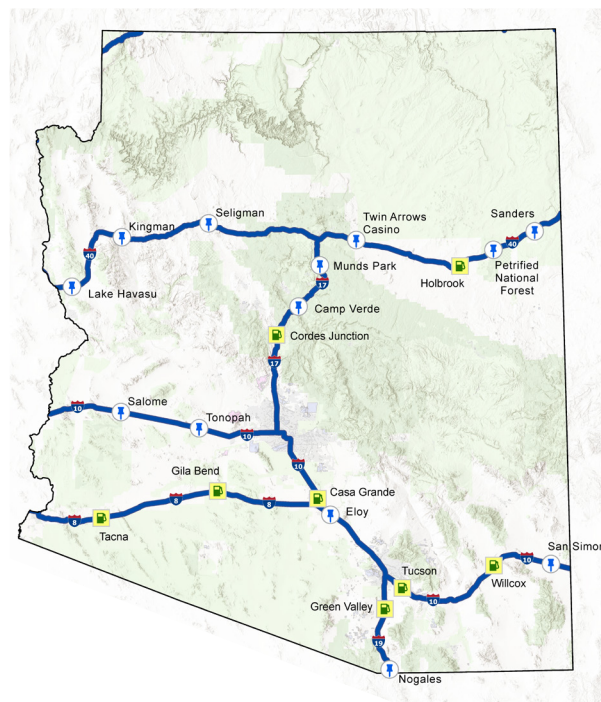 Sanders
Seligman
Twin Arrows
Casino
Kingman
40
40
Petrified
National
Forest
Munds Park
Holbrook
Lake Havasu
17
Camp Verde
Cordes Junction
17
Salome
10
Tonopah
10
10
Gila Bend
Casa Grande
8
8
Eloy
8
Tacna
San Simon
10
Tucson
Willcox
10
Green Valley
19
Nogales